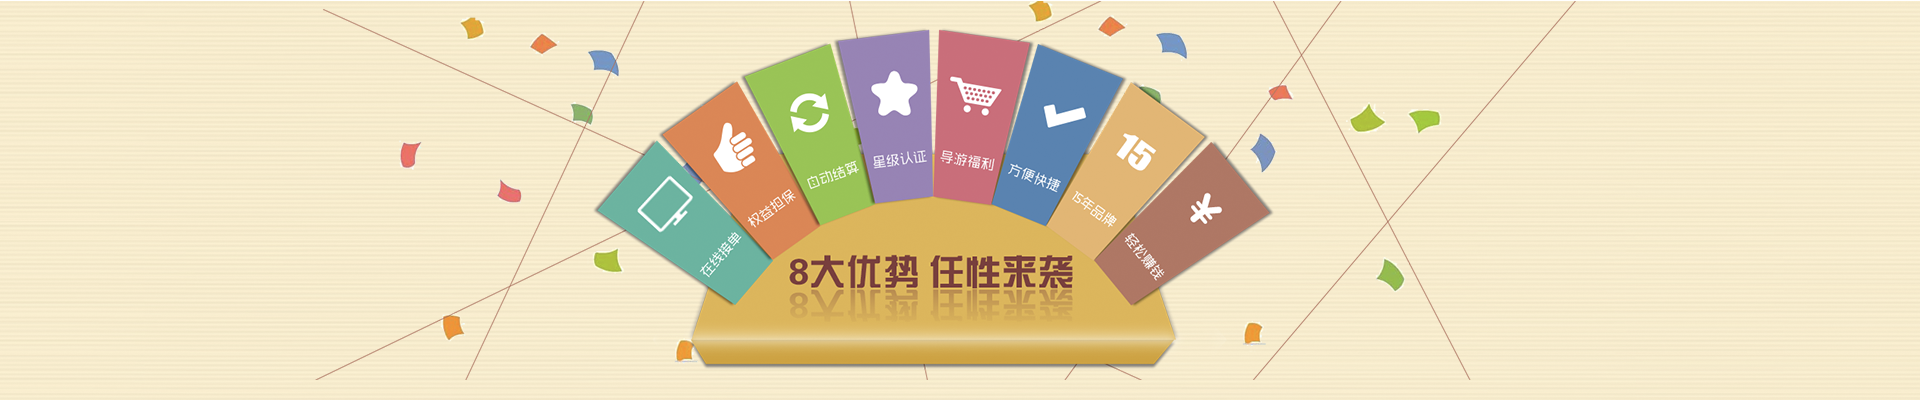 在线接单
权益担保
自动结算
星级认证
导游福利
方便快捷
15
15年品牌
¥
轻松赚钱
8大优势 任性来袭